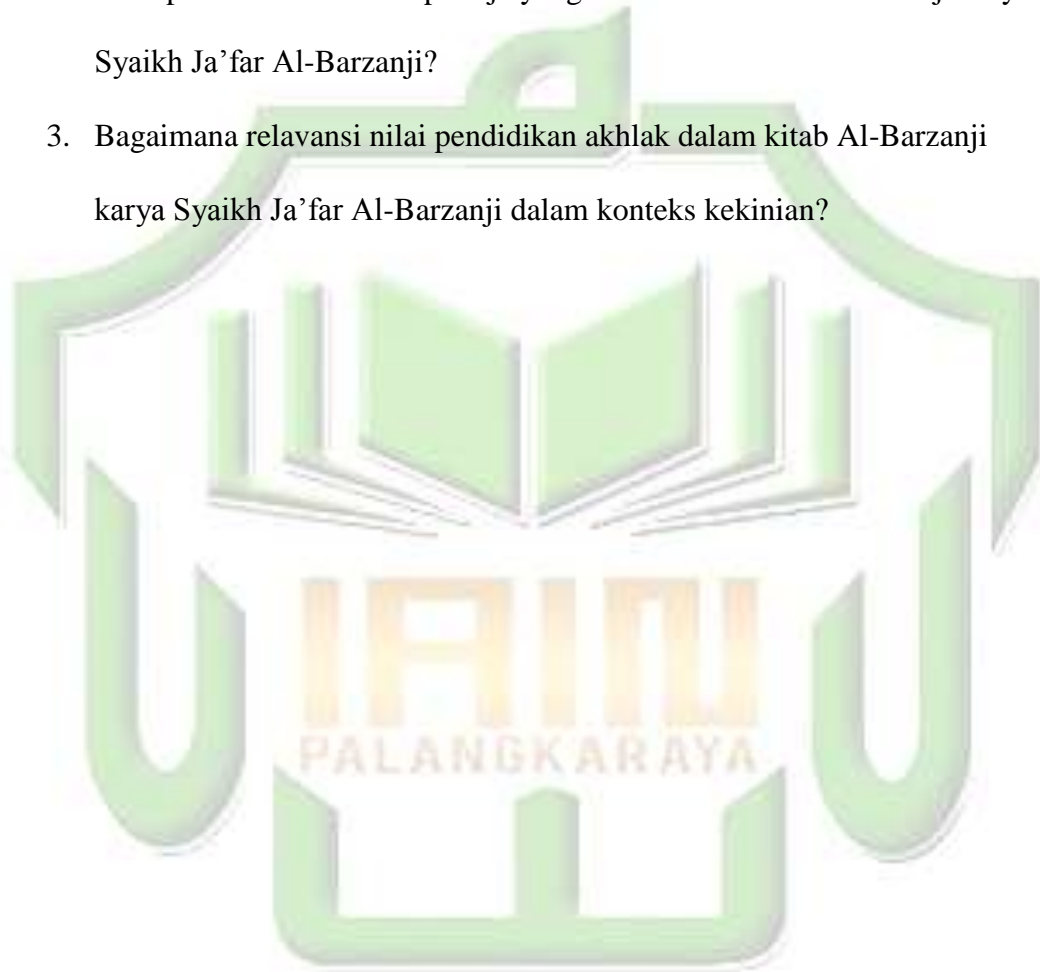 Syaikh Ja’far Al-Barzanji?
3. Bagaimana relavansi nilai pendidikan akhlak dalam kitab Al-Barzanji
karya Syaikh Ja’far Al-Barzanji dalam konteks kekinian?
IAIN
PALANGKARAYA